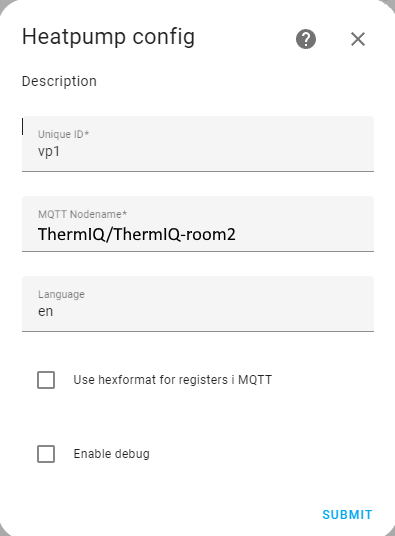 Heatpump config
Description
Unique ID*
vp1
MQTT Nodename*
ThermIQ/ThermIQ-room2
Language
en
Use hexformat for registers i MQTT
Enable debug
SUBMIT